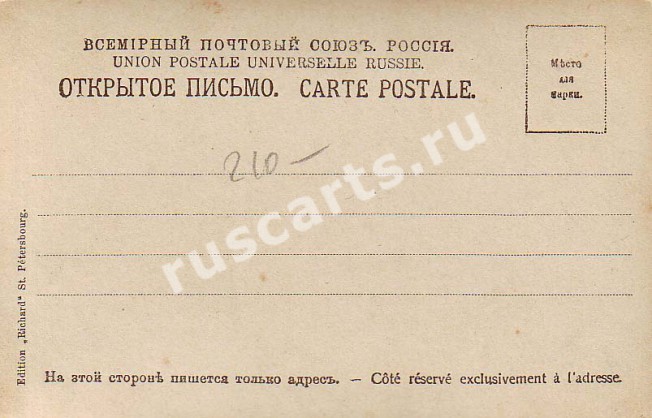 ВСЕМІРНЫЙ ПОЧТОВЫЙ СОЮЗЪ. РОССІЯ.
UNION POSTALE UNIVERSELLE RUSSIE.
ОТКРЫТОЕ ПИСЬМО. CARTE POSTALE.
Мѣсто
для
марки.
210-
ruscarts.ru
Edition „Richard" St. Pétersbourg.
На этой сторонѣ пишется только адресъ. — Côté réservé exclusivement à l'adresse.